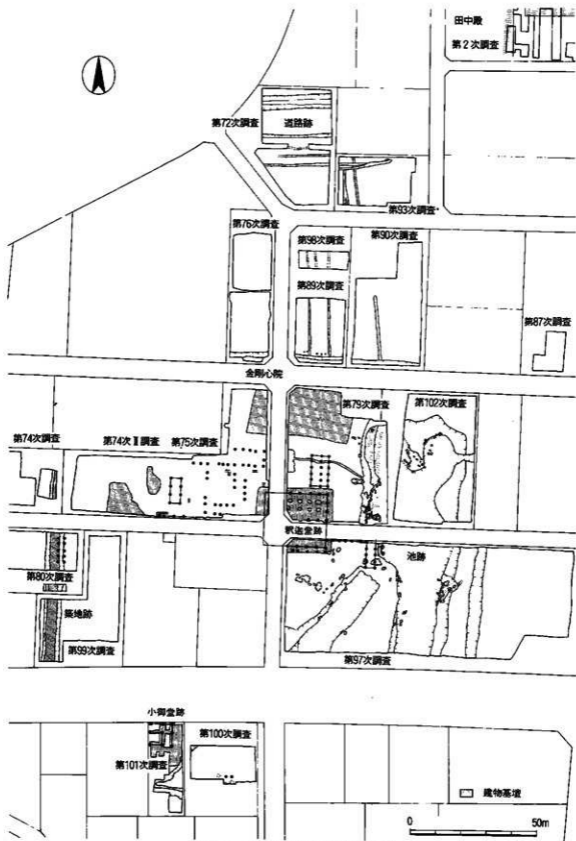 田中殿
第2次調査
第72次調査
道路跡
第93次調査
第76次調査
第98次調査
第90次調査
第89次調査
第87次調査
金剛心院
第79次調査
第102次調査
第74次調査
第74次Ⅱ調査
第75次調査
釈迦堂跡
池跡
第80次調査
築地跡
第99次調査
第97次調査
小御堂跡
第100次調査
第101次調査
建物基壇
0 50m